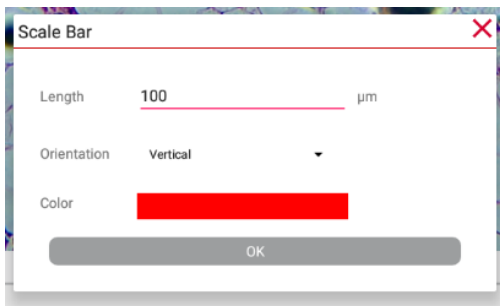 Scale Bar
Length 100 µm
Orientation Vertical
Color
OK